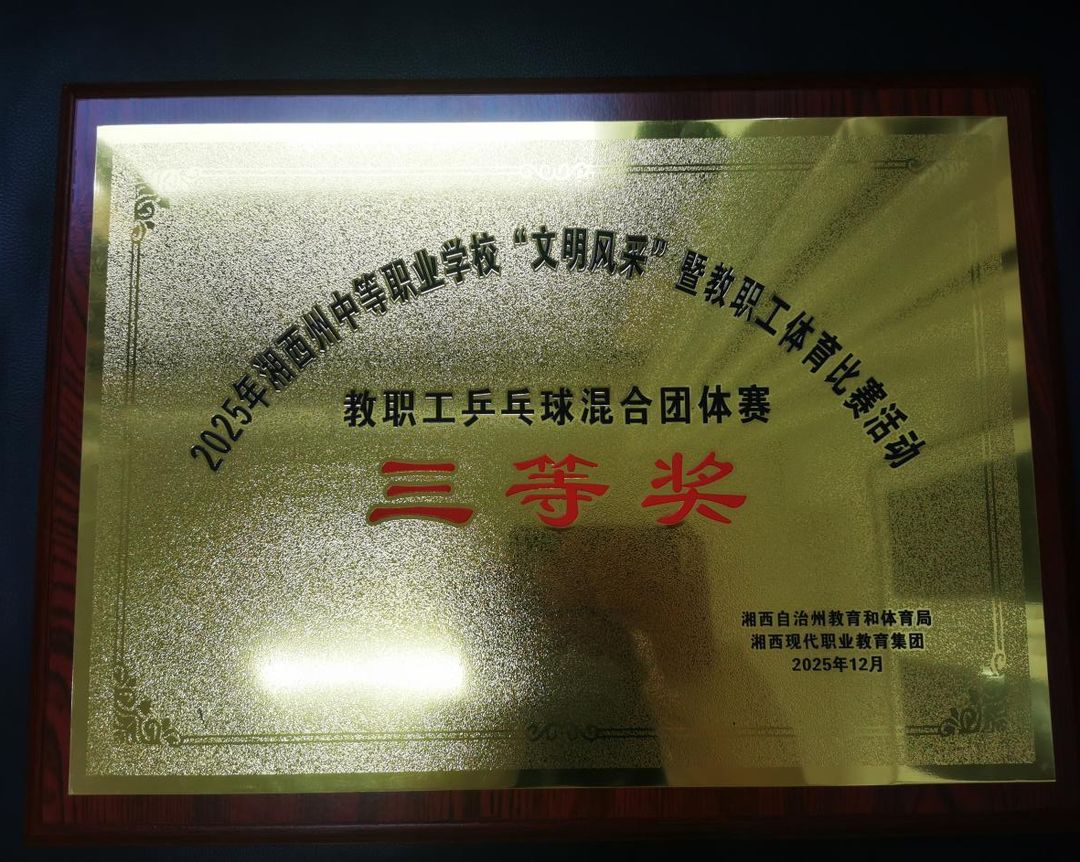 2025年湘西州中等职业学校“文明风采”暨教职工体育比赛活动
教职工乒乓球混合团体赛
三等奖
湘西自治州教育和体育局
湘西现代职业教育集团
2025年12月